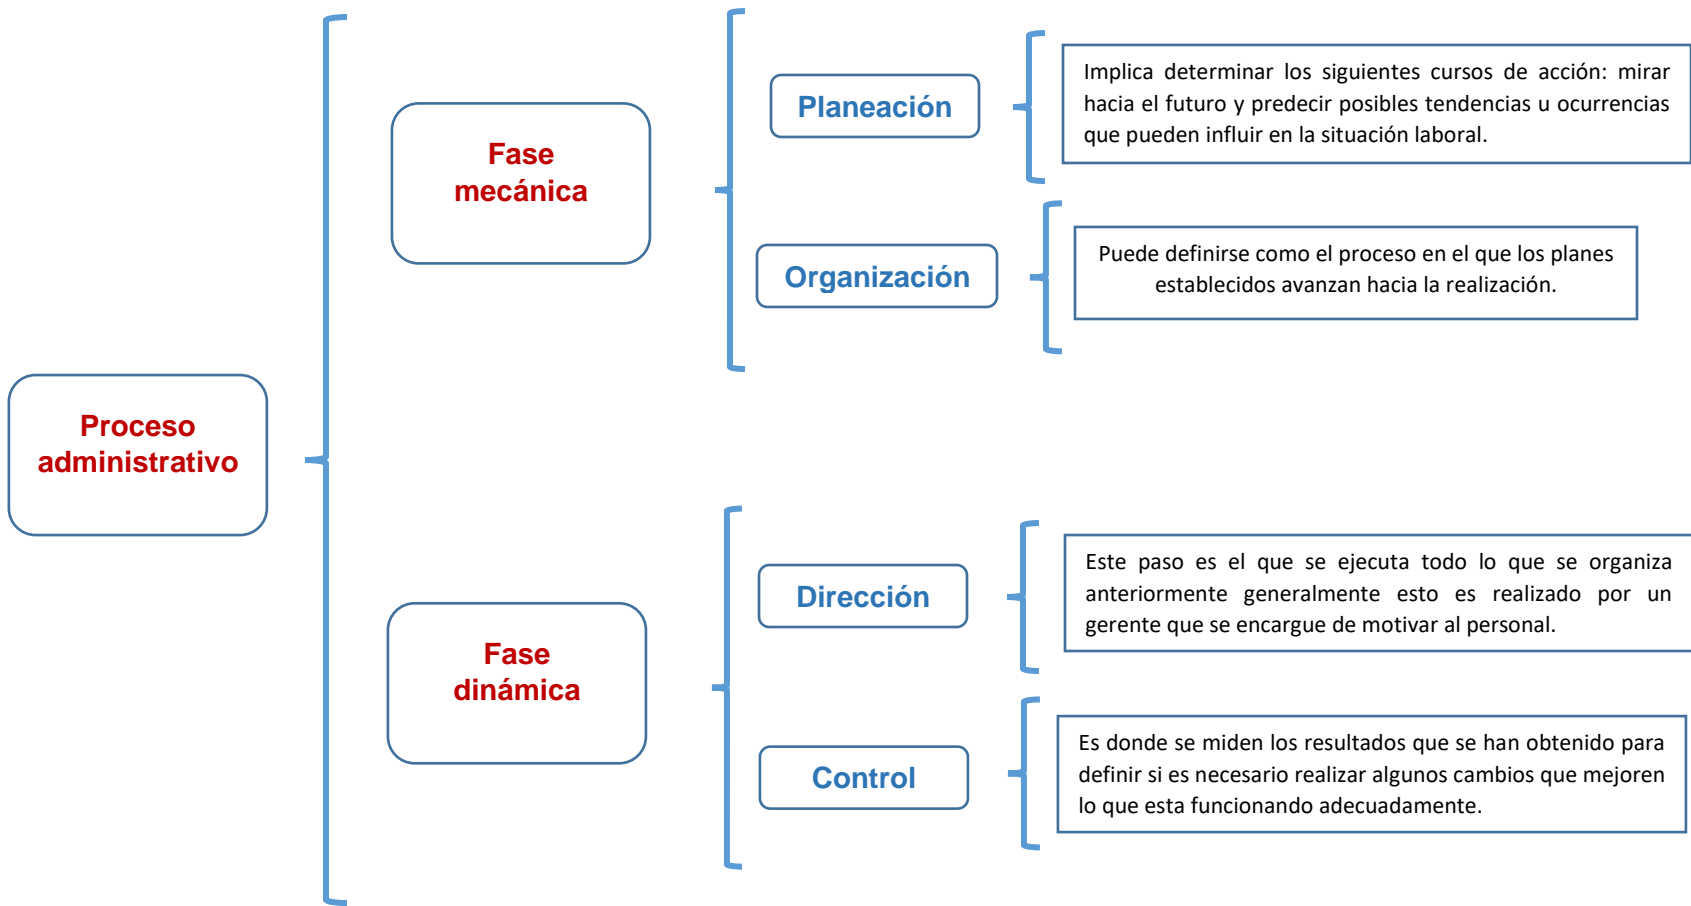 Proceso
administrativo
Fase
mecánica
Planeación
Implica determinar los siguientes cursos de acción: mirar
hacia el futuro y predecir posibles tendencias u ocurrencias
que pueden influir en la situación laboral.
Organización
Puede definirse como el proceso en el que los planes
establecidos avanzan hacia la realización.
Fase
dinámica
Dirección
Este paso es el que se ejecuta todo lo que se organiza
anteriormente generalmente esto es realizado por un
gerente que se encargue de motivar al personal.
Control
Es donde se miden los resultados que se han obtenido para
definir si es necesario realizar algunos cambios que mejoren
lo que esta funcionando adecuadamente.